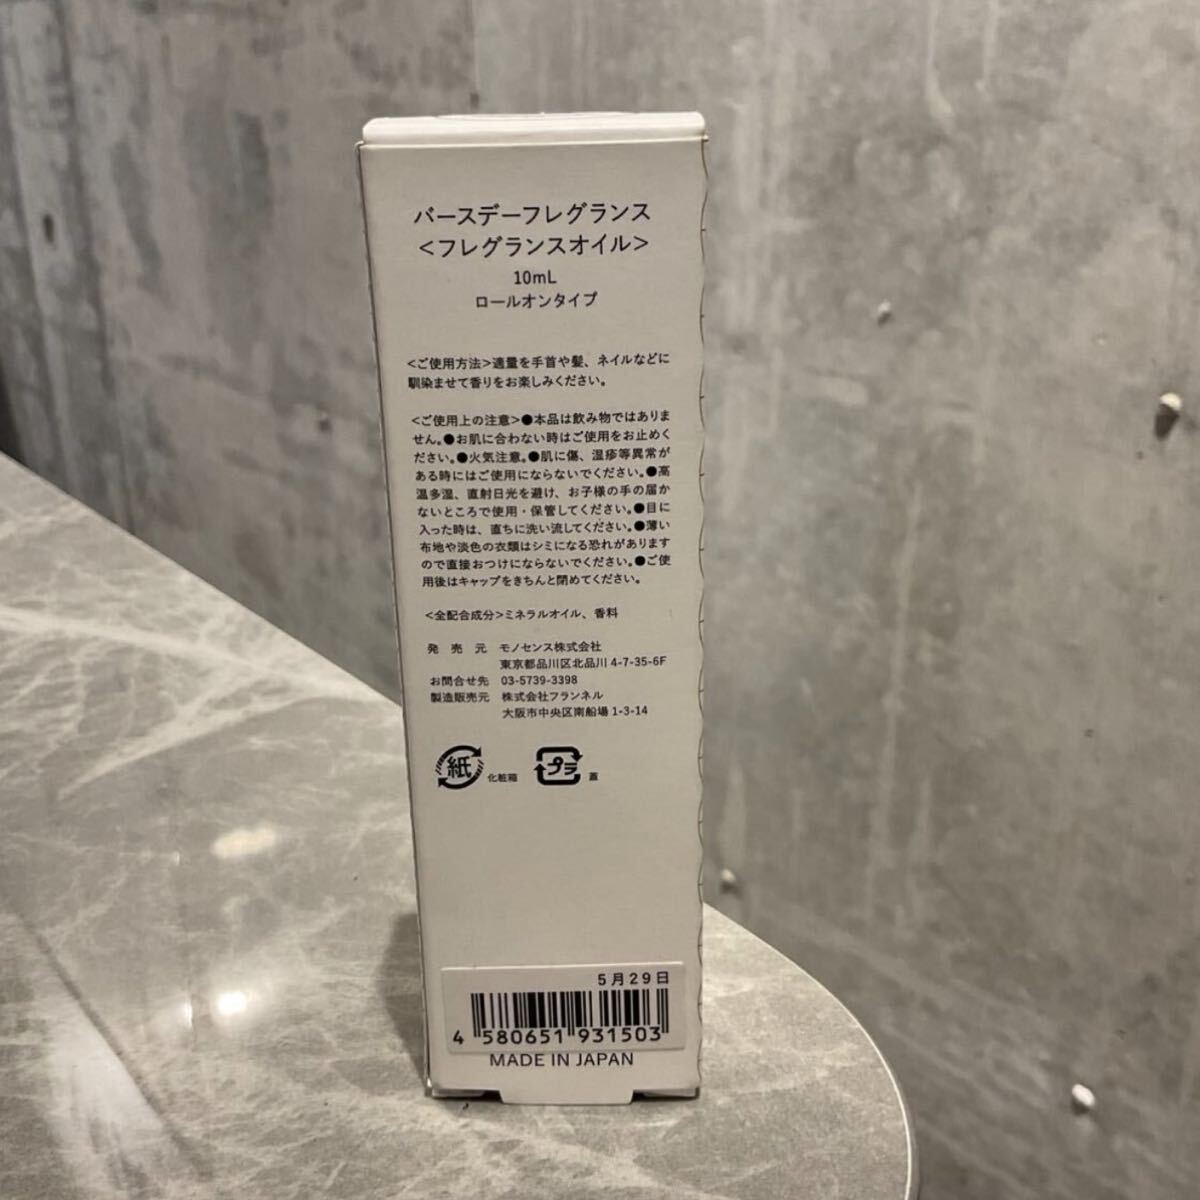 バースデーフレグランス
<フレグランスオイル>
10mL
ロールオンタイプ
<ご使用方法>適量を手首や髪、ネイルなどに
馴染ませて香りをお楽しみください。
<ご使用上の注意>●本品は飲み物ではありま
せん。●お肌に合わない時はご使用をお止めく
ださい。●火気注意。●肌に傷、湿疹等異常が
ある時にはご使用にならないでください。●高
温多湿、直射日光を避け、お子様の手の届か
ないところで使用・保管してください。●目に
入った時は、直ちに洗い流してください。●薄い
布地や淡色の衣類はシミになる恐れがあります
ので直接おつけにならないでください。●ご使
用後はキャップをきちんと閉めてください。
<全配合成分>ミネラルオイル、香料
発売元 モノセンス株式会社
東京都品川区北品川4-7-35-6F
お問合せ先 03-5739-3398
製造販売元 株式会社フランネル
大阪市中央区南船場1-3-14
紙 化粧箱 プラ 蓋
5月29日
4 580651 931503
MADE IN JAPAN